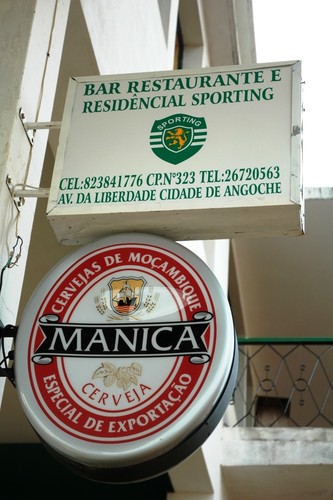 BAR RESTAURANTE E
RESIDÊNCIAL SPORTING
SPORTING
CEL:823841776 CP.Nº323 TEL:26720563
AV. DA LIBERDADE CIDADE DE ANGOCHE
CERVEJAS DE MOÇAMBIQUE
MANICA
CERVEJA
ESPECIAL DE EXPORTAÇÃO